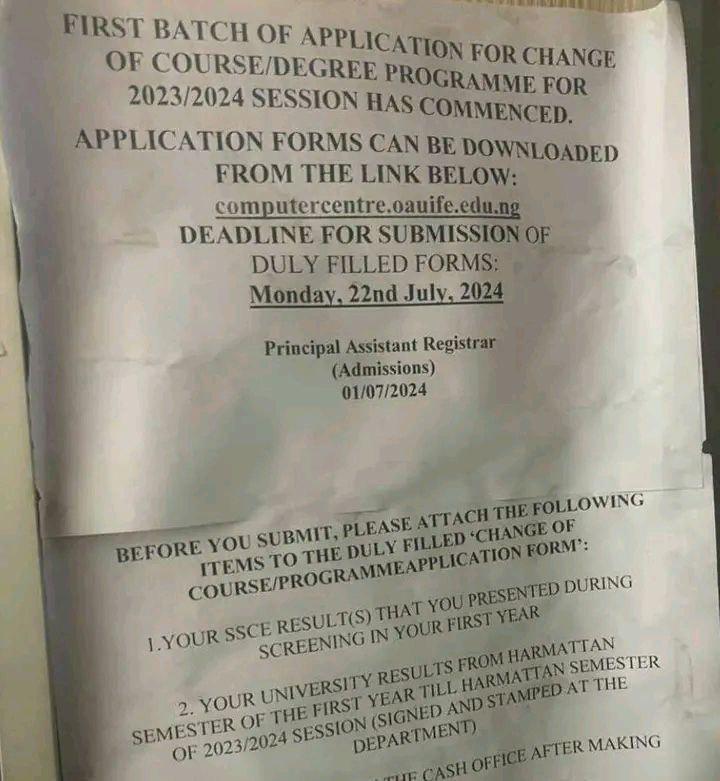 FIRST BATCH OF APPLICATION FOR CHANGE
OF COURSE/DEGREE PROGRAMME FOR
2023/2024 SESSION HAS COMMENCED.
APPLICATION FORMS CAN BE DOWNLOADED
FROM THE LINK BELOW:
computercentre.oauife.edu.ng
DEADLINE FOR SUBMISSION OF
DULY FILLED FORMS:
Monday, 22nd July, 2024
Principal Assistant Registrar
(Admissions)
01/07/2024
BEFORE YOU SUBMIT, PLEASE ATTACH THE FOLLOWING
ITEMS TO THE DULY FILLED 'CHANGE OF
COURSE/PROGRAMMEAPPLICATION FORM':
1.YOUR SSCE RESULT(S) THAT YOU PRESENTED DURING
SCREENING IN YOUR FIRST YEAR
2. YOUR UNIVERSITY RESULTS FROM HARMATTAN
SEMESTER OF THE FIRST YEAR TILL HARMATTAN SEMESTER
OF 2023/2024 SESSION (SIGNED AND STAMPED AT THE
DEPARTMENT)
THE CASH OFFICE AFTER MAKING